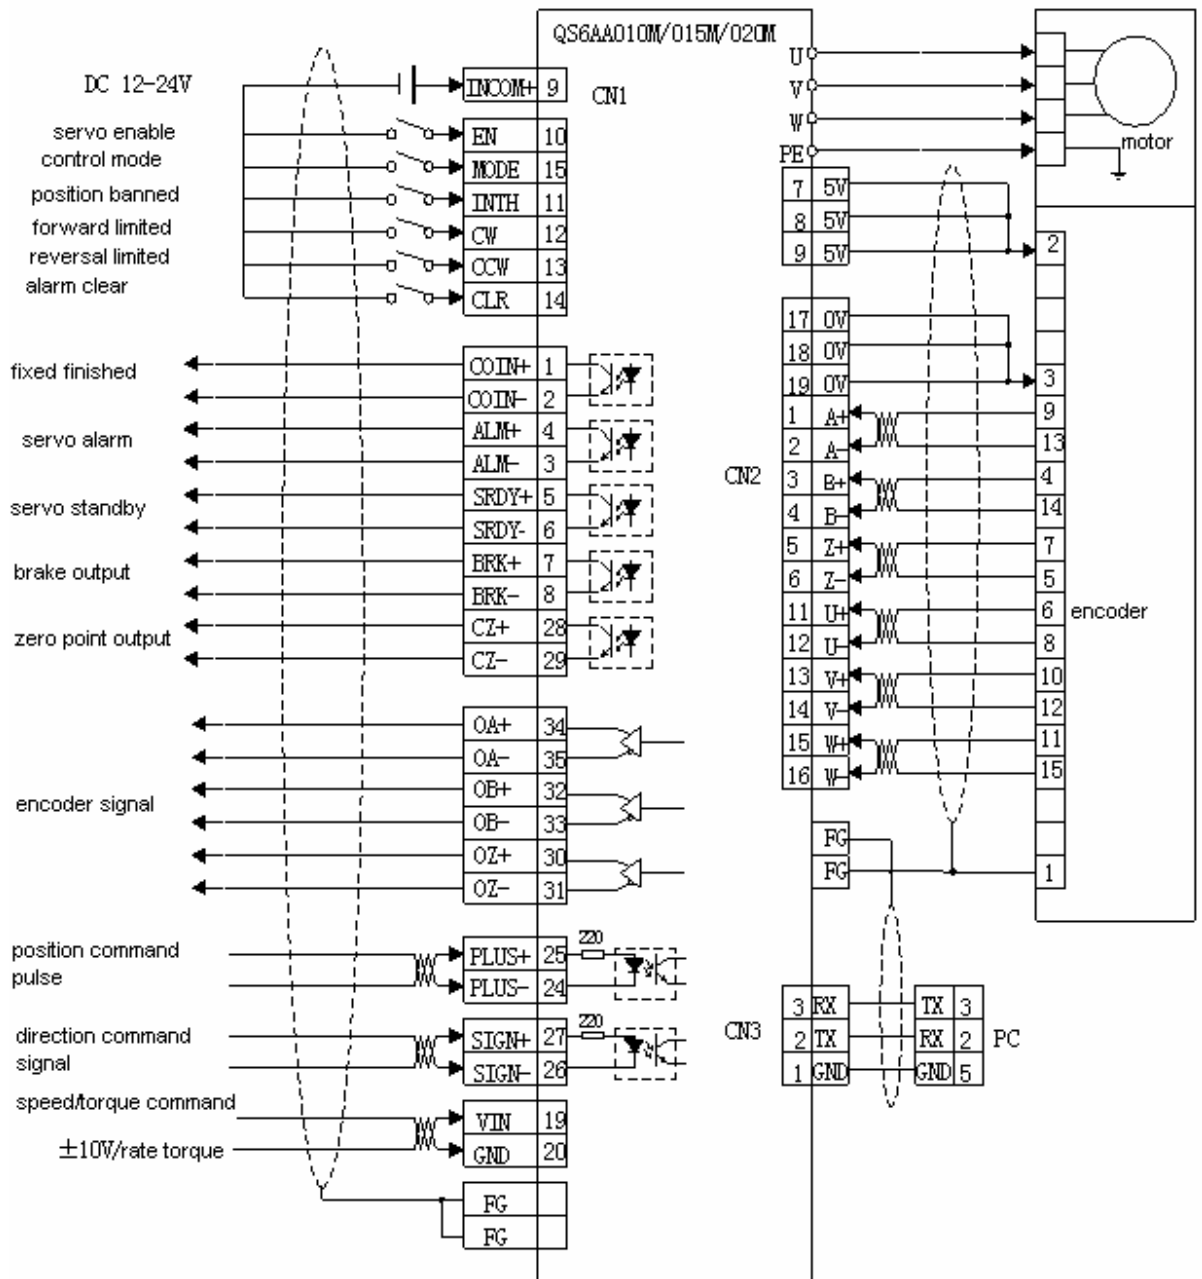 QS6AA010M/015M/020M
DC 12-24V
INCOM+ 9
CN1
servo enable
EN 10
control mode
MODE 15
position banned
INTH 11
forward limited
CW 12
reversal limited
CCW 13
alarm clear
CLR 14
fixed finished
COIN+ 1
COIN- 2
servo alarm
ALM+ 4
ALM- 3
servo standby
SRDY+ 5
SRDY- 6
brake output
BRK+ 7
BRK- 8
zero point output
CZ+ 28
CZ- 29
encoder signal
OA+ 34
OA- 35
OB+ 32
OB- 33
OZ+ 30
OZ- 31
position command
pulse
PLUS+ 25
220
PLUS- 24
direction command
signal
SIGN+ 27
220
SIGN- 26
speed/torque command
VIN 19
±10V/rate torque
GND 20
FG
FG
U
V
W
PE
motor
7 5V
8 5V
9 5V
2
17 0V
18 0V
19 0V
3
CN2
1 A+
9
2 A-
13
3 B+
4
4 B-
14
5 Z+
7
6 Z-
5
11 U+
6
12 U-
8
13 V+
10
14 V-
12
15 W+
11
16 W-
15
encoder
FG
FG
1
CN3
3 RX
TX 3
2 TX
RX 2
1 GND
GND 5
PC